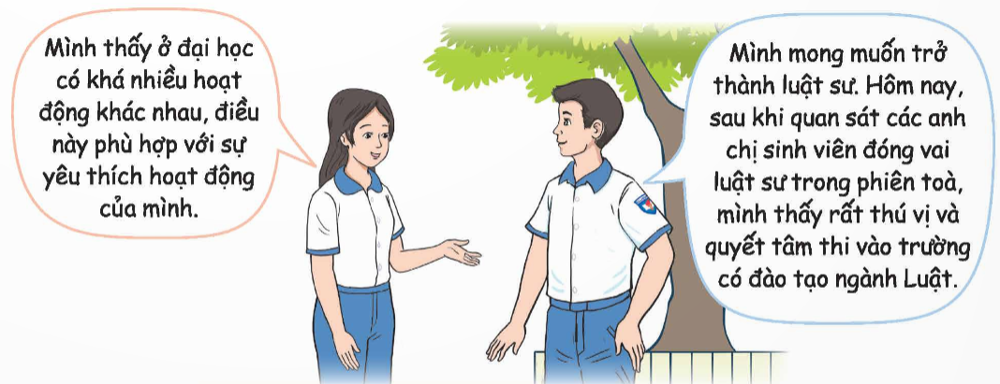 Mình thấy ở đại học
có khá nhiều hoạt
động khác nhau, điều
này phù hợp với sự
yêu thích hoạt động
của mình.
Mình mong muốn trở
thành luật sư. Hôm nay,
sau khi quan sát các anh
chị sinh viên đóng vai
luật sư trong phiên toà,
mình thấy rất thú vị và
quyết tâm thi vào trường
có đào tạo ngành Luật.